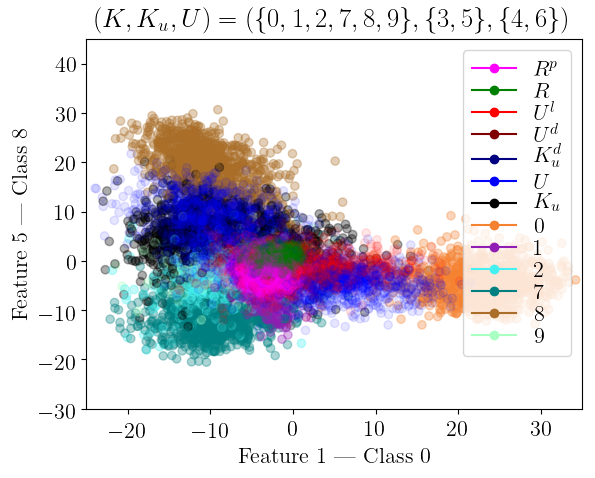 (K, K_u, U) = ({0, 1, 2, 7, 8, 9}, {3, 5}, {4, 6})
Feature 5 — Class 8
40
30
20
10
0
−10
−20
−30
R^p
R
U^l
U^d
K_u^d
U
K_u
0
1
2
7
8
9
−20 −10 0 10 20 30
Feature 1 — Class 0